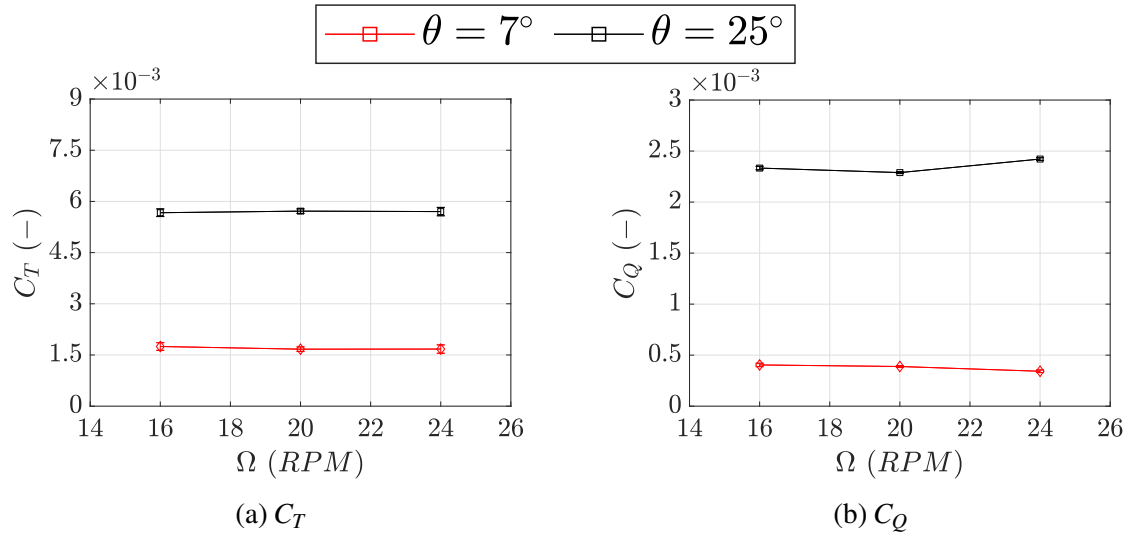 θ = 7° θ = 25°
×10⁻³
9
7.5
6
4.5
3
1.5
0
C_T (−)
14 16 18 20 22 24 26
Ω (RPM)
(a) C_T
×10⁻³
3
2.5
2
1.5
1
0.5
0
C_Q (−)
14 16 18 20 22 24 26
Ω (RPM)
(b) C_Q